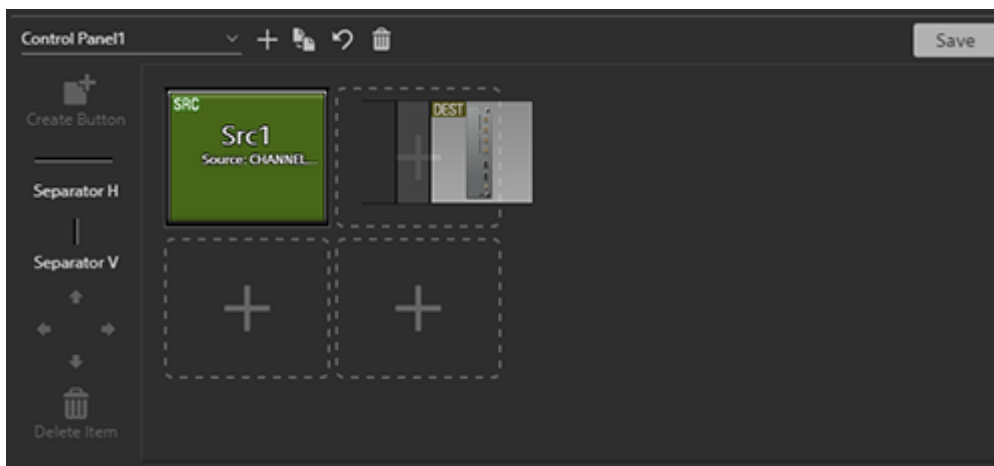 Control Panel1
Save
Create Button
SRC
Src1
Source: CHANNEL...
DEST
Separator H
Separator V
Delete Item